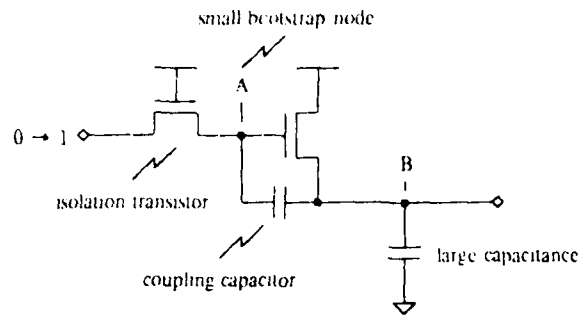 small bootstrap node
A
0 → 1
B
isolation transistor
large capacitance
coupling capacitor